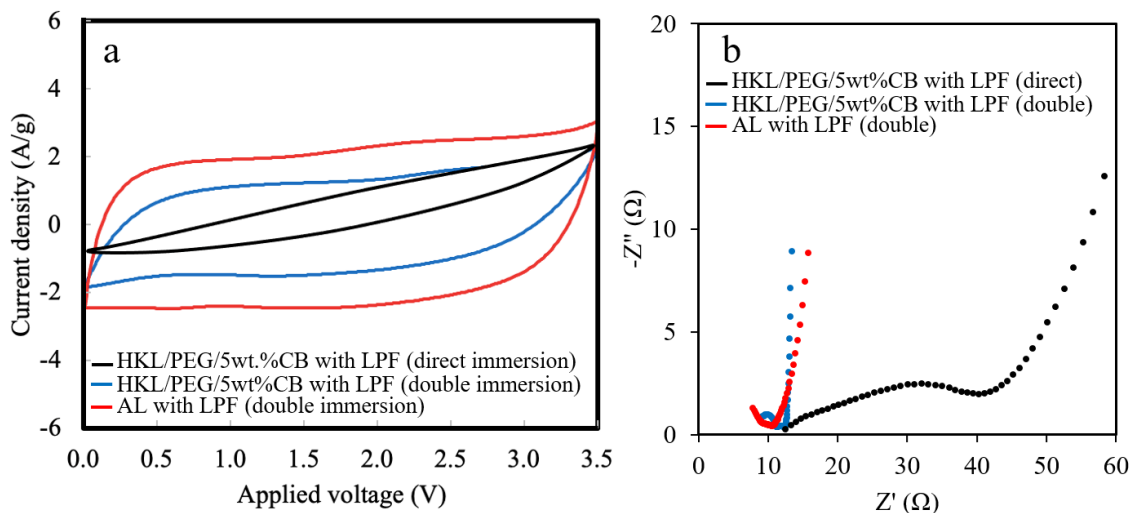 a
6
4
2
0
-2
-4
-6
Current density (A/g)
HKL/PEG/5wt.%CB with LPF (direct immersion)
HKL/PEG/5wt%CB with LPF (double immersion)
AL with LPF (double immersion)
0.0 0.5 1.0 1.5 2.0 2.5 3.0 3.5
Applied voltage (V)
b
20
15
10
5
0
-Z" (Ω)
HKL/PEG/5wt%CB with LPF (direct)
HKL/PEG/5wt%CB with LPF (double)
AL with LPF (double)
0 10 20 30 40 50 60
Z' (Ω)